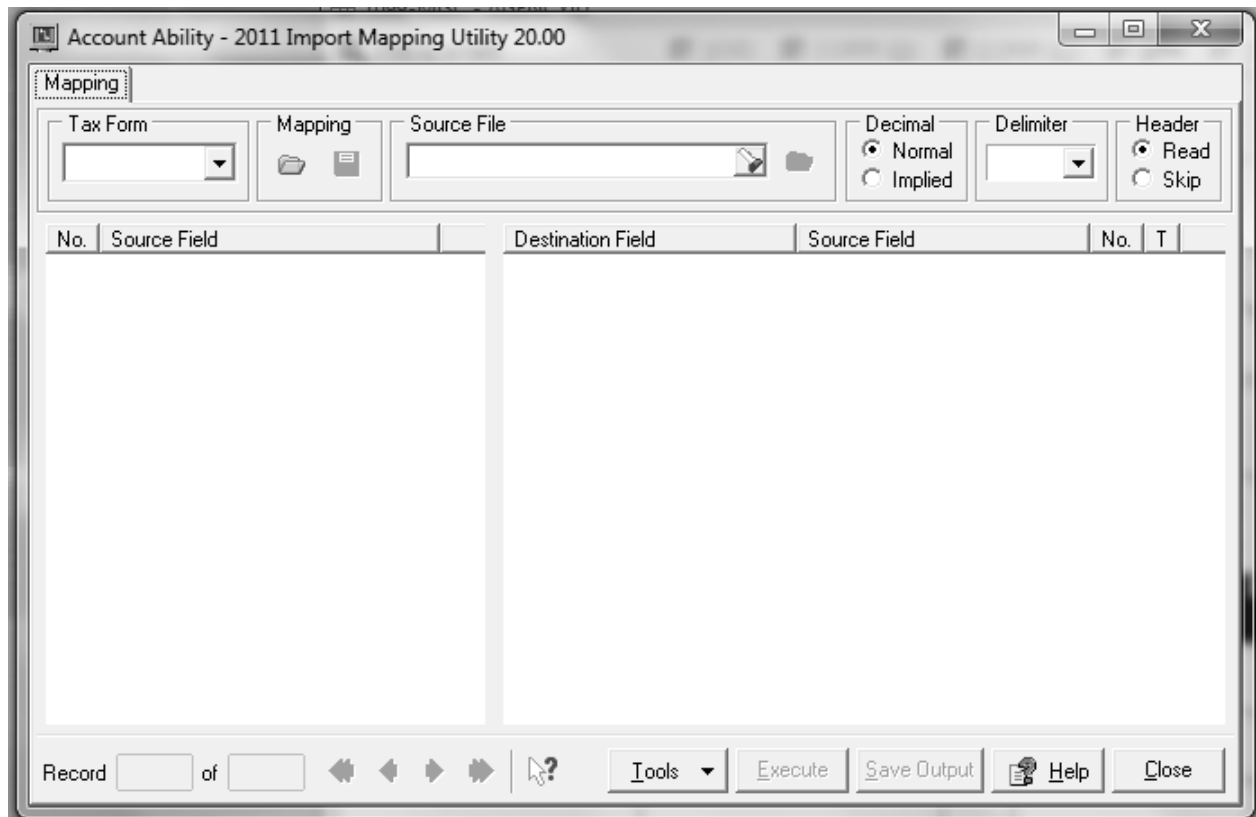 Account Ability - 2011 Import Mapping Utility 20.00
Mapping
Tax Form Mapping Source File Decimal Delimiter Header
Normal Read
Implied Skip
No. Source Field Destination Field Source Field No. T
Record of ? Tools Execute Save Output Help Close